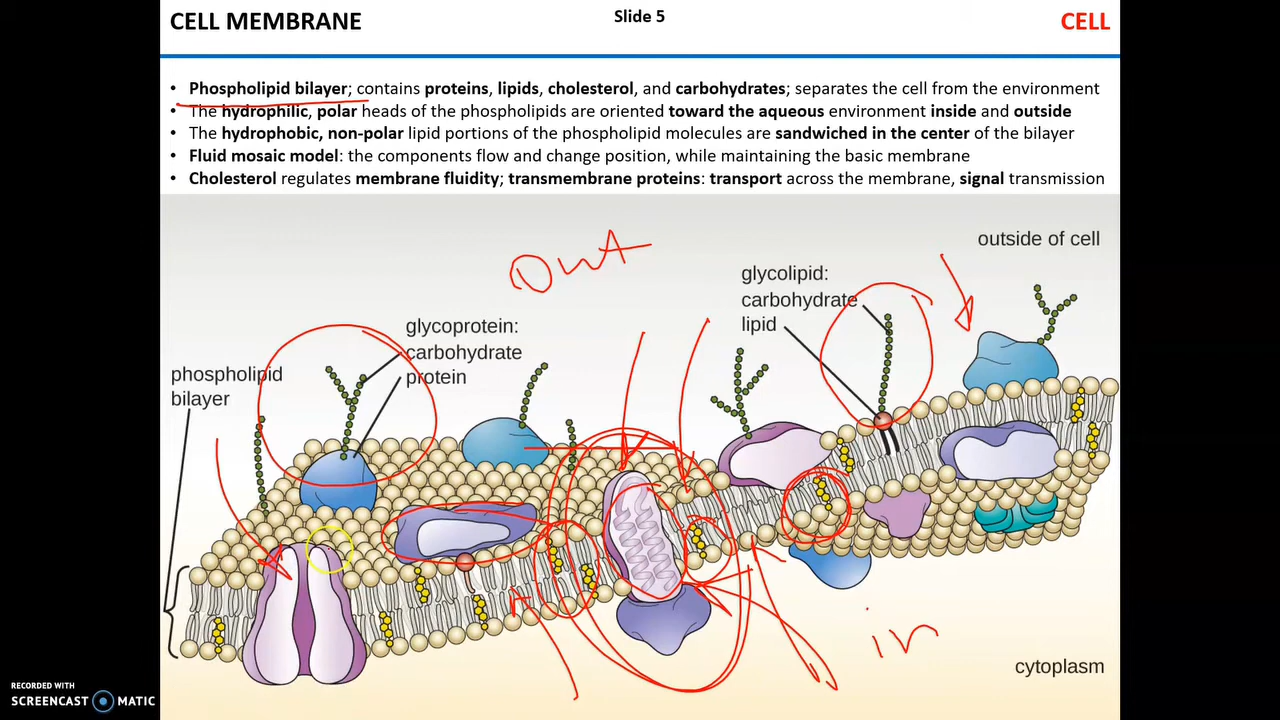 CELL MEMBRANE
Slide 5
CELL
• Phospholipid bilayer; contains proteins, lipids, cholesterol, and carbohydrates; separates the cell from the environment
• The hydrophilic, polar heads of the phospholipids are oriented toward the aqueous environment inside and outside
• The hydrophobic, non-polar lipid portions of the phospholipid molecules are sandwiched in the center of the bilayer
• Fluid mosaic model: the components flow and change position, while maintaining the basic membrane
• Cholesterol regulates membrane fluidity; transmembrane proteins: transport across the membrane, signal transmission
outside of cell
Out
glycolipid:
carbohydrate
lipid
glycoprotein:
carbohydrate
protein
phospholipid
bilayer
in
cytoplasm
RECORDED WITH
SCREENCAST MATIC